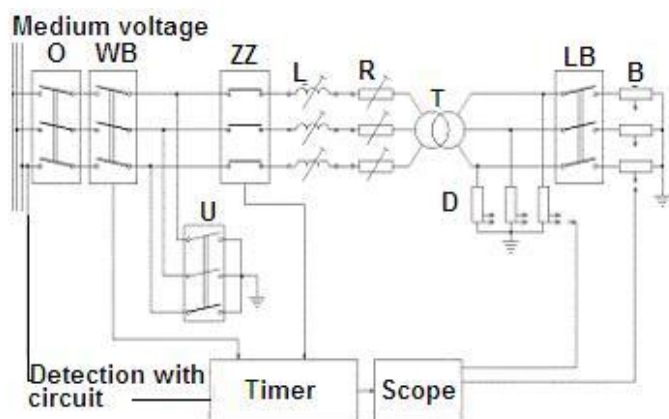 Medium voltage
O WB ZZ L R T LB B
D
U
Detection with
circuit
Timer
Scope